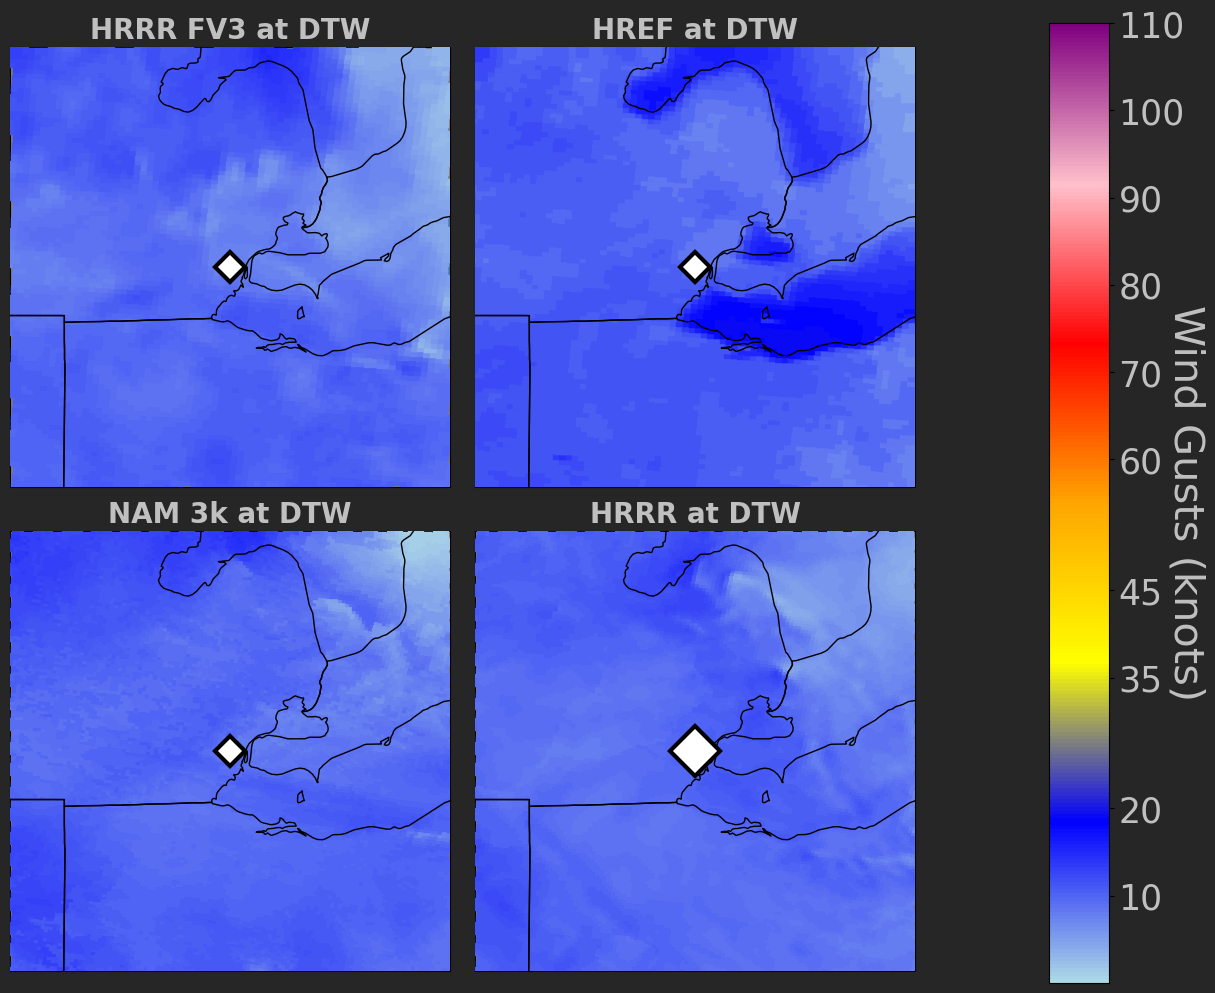 HRRR FV3 at DTW
HREF at DTW
NAM 3k at DTW
HRRR at DTW
110
100
90
80
70
60
45
35
20
10
Wind Gusts (knots)